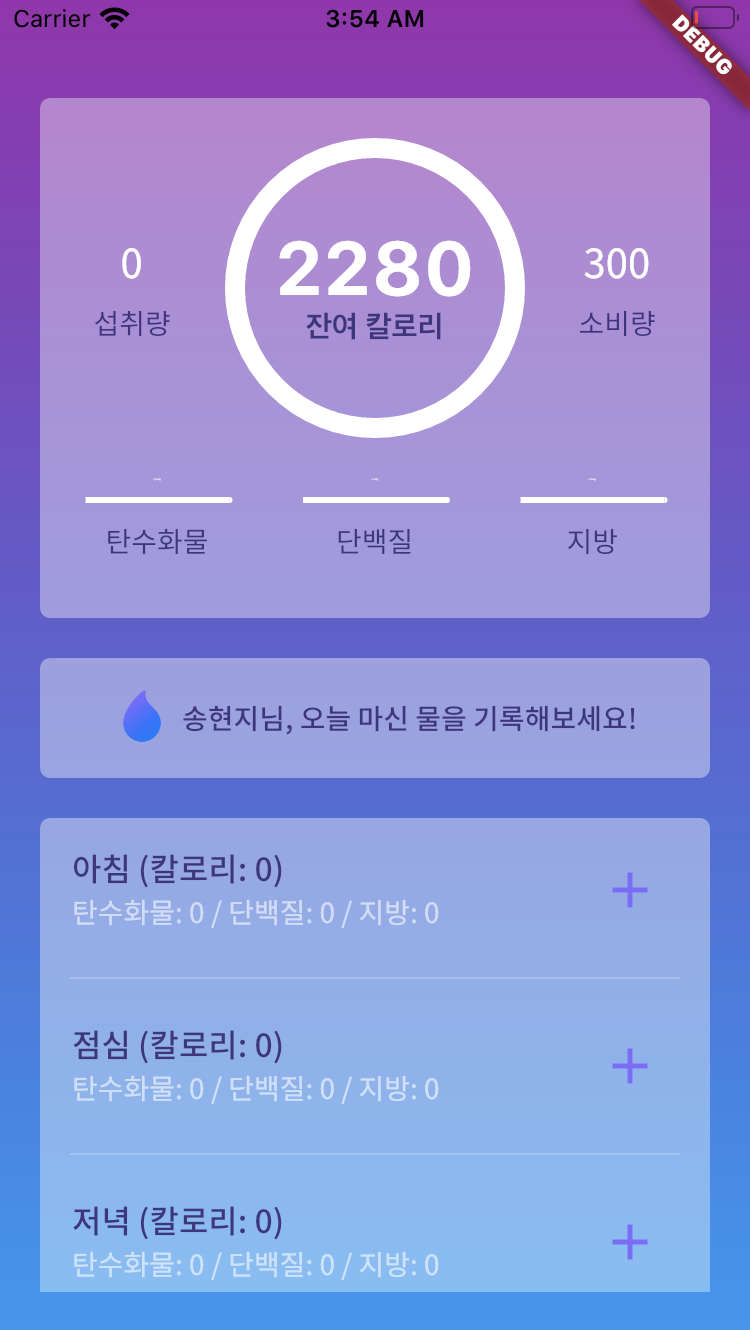 Carrier 3:54 AM
DEBUG
0 2280 300
섭취량 잔여 칼로리 소비량
탄수화물 단백질 지방
송현지님, 오늘 마신 물을 기록해보세요!
아침 (칼로리: 0)
탄수화물: 0 / 단백질: 0 / 지방: 0
점심 (칼로리: 0)
탄수화물: 0 / 단백질: 0 / 지방: 0
저녁 (칼로리: 0)
탄수화물: 0 / 단백질: 0 / 지방: 0